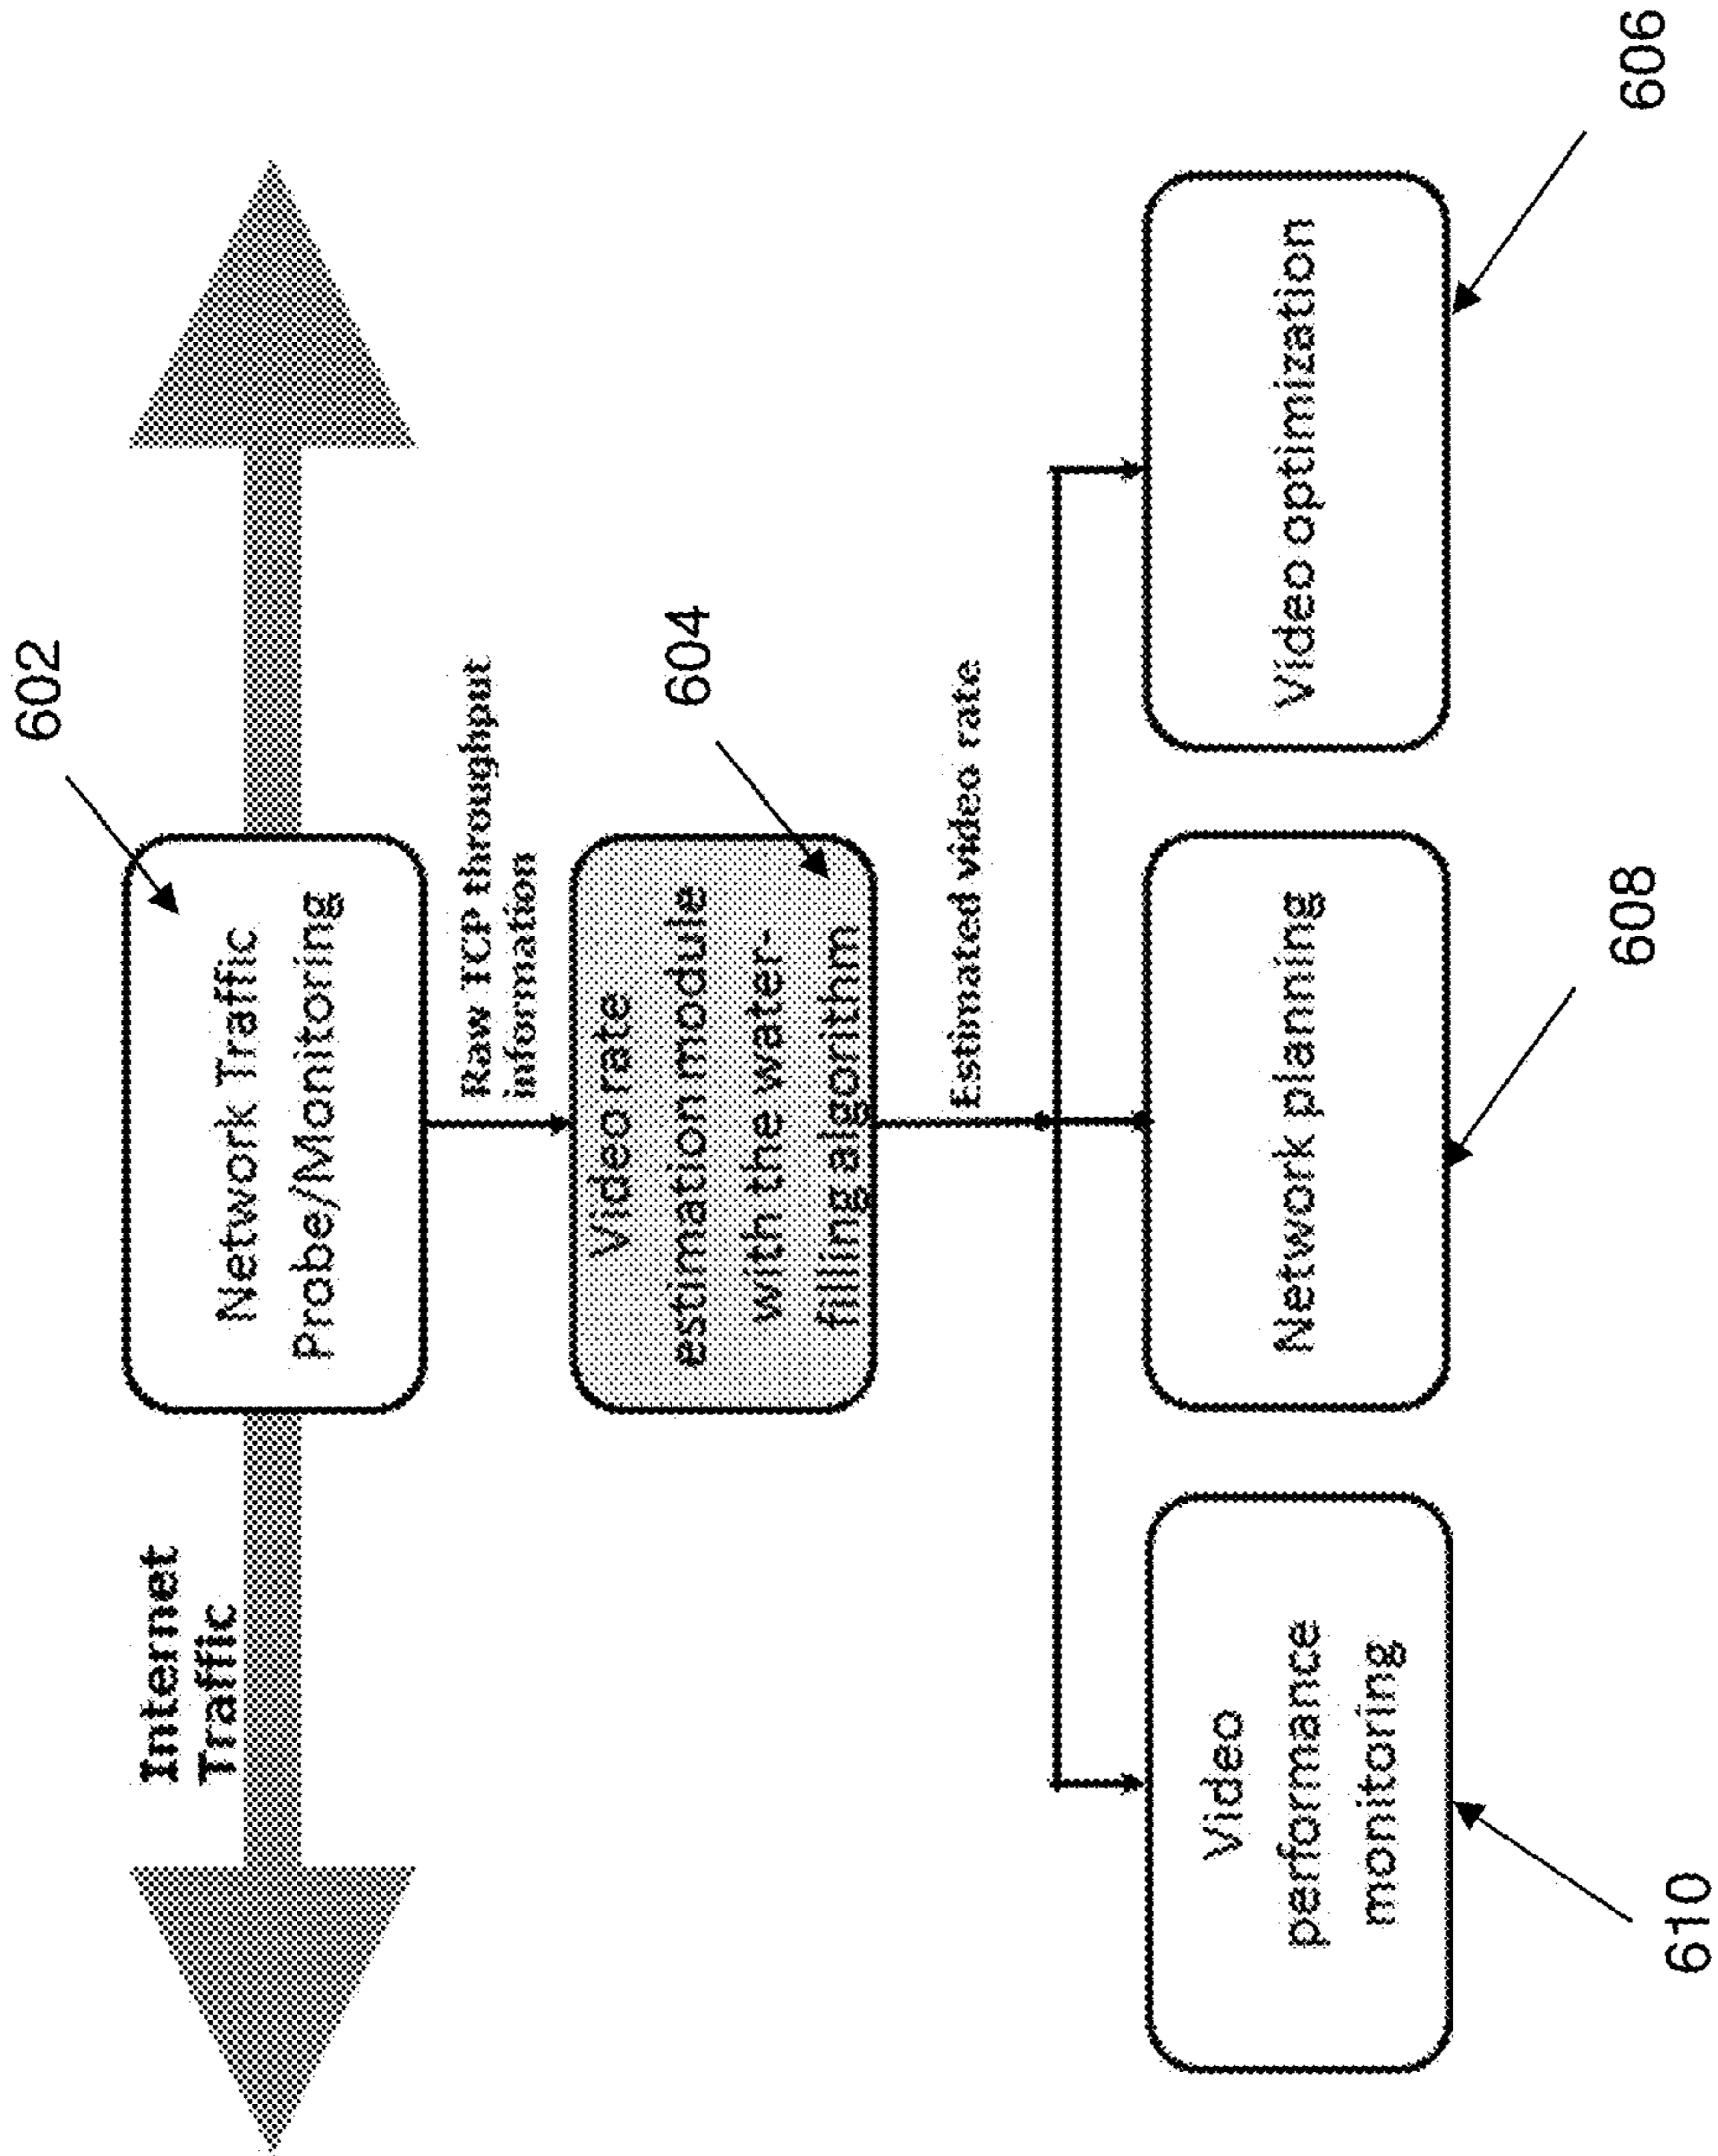 Internet
Traffic
602
Network Traffic
Probe/Monitoring
Raw TCP throughput
information
604
Video rate
estimation module
with the water-
filling algorithm
Estimated video rate
Video
performance
monitoring
610
Network planning
608
Video optimization
606